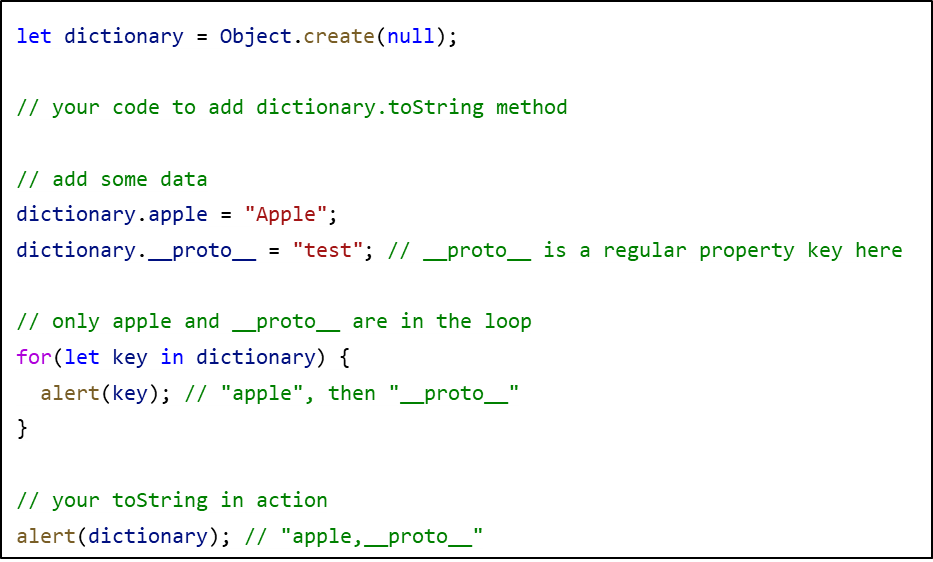 let dictionary = Object.create(null);
// your code to add dictionary.toString method
// add some data
dictionary.apple = "Apple";
dictionary.__proto__ = "test"; // __proto__ is a regular property key here
// only apple and __proto__ are in the loop
for(let key in dictionary) {
  alert(key); // "apple", then "__proto__"
}
// your toString in action
alert(dictionary); // "apple,__proto__"